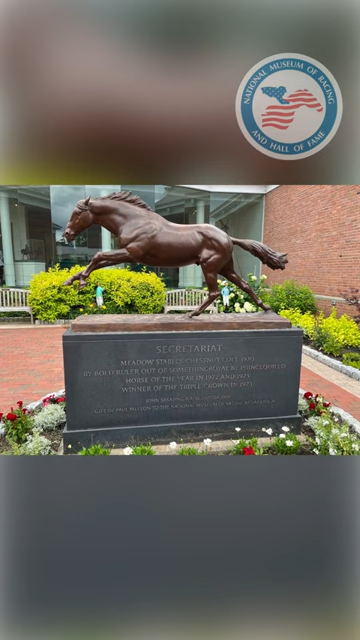 NATIONAL MUSEUM OF RACING
AND HALL OF FAME
SECRETARIAT
MEADOW STABLE CHESTNUT COLT, 1970
BY BOLD RULER OUT OF SOMETHINGROYAL BY PRINCEQUILLO
HORSE OF THE YEAR IN 1972 AND 1973
WINNER OF THE TRIPLE CROWN IN 1973
JOHN SKEAPING, R.A.
GIFT OF PAUL MELLON TO THE NATIONAL MUSEUM OF RACING